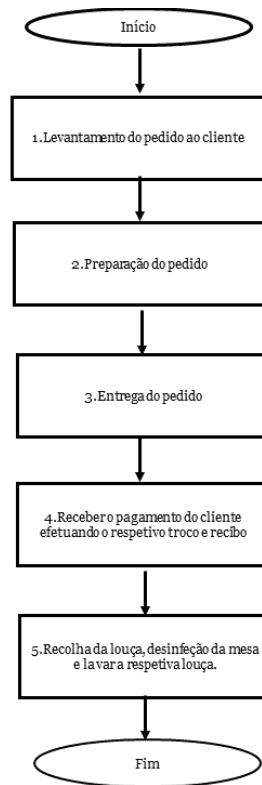 Início
1.Levantamento do pedido ao cliente
2.Preparação do pedido
3.Entrega do pedido
4.Receber o pagamento do cliente
efetuando o respetivo troco e recibo
5.Recolha da louça, desinfeção da mesa
e lavar a respetiva louça.
Fim